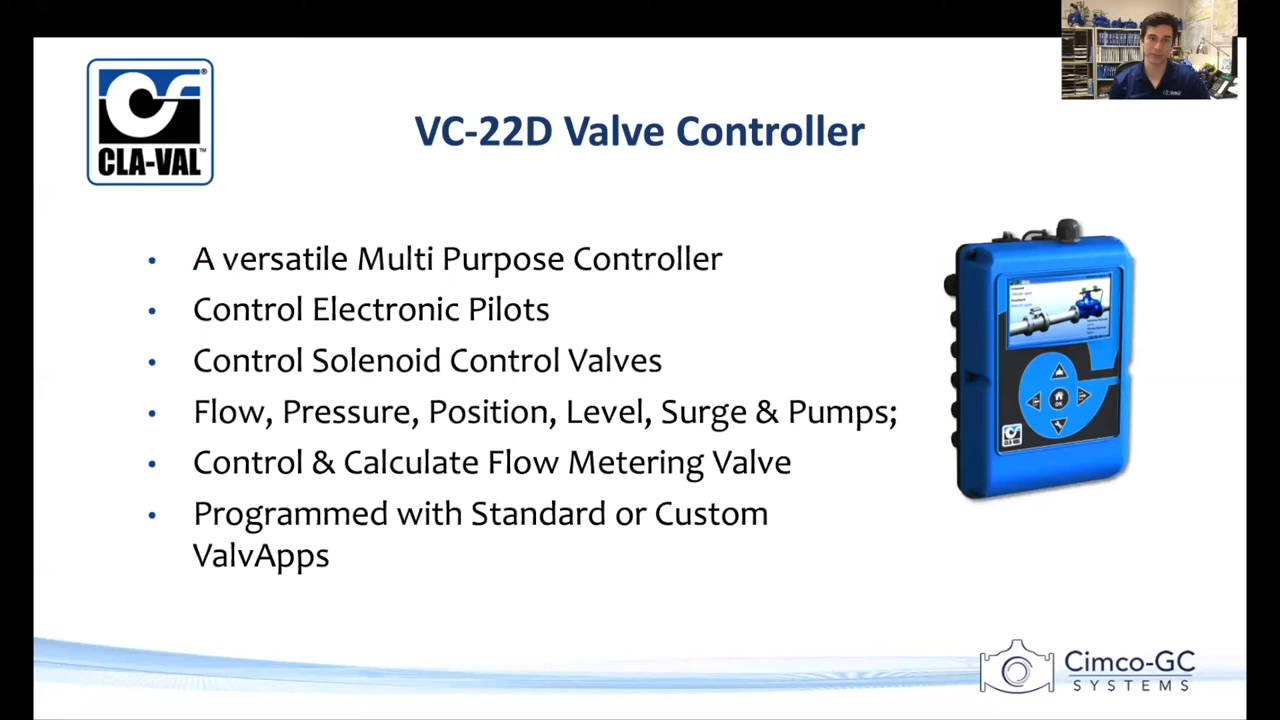 CLA-VAL
VC-22D Valve Controller
• A versatile Multi Purpose Controller
• Control Electronic Pilots
• Control Solenoid Control Valves
• Flow, Pressure, Position, Level, Surge & Pumps;
• Control & Calculate Flow Metering Valve
• Programmed with Standard or Custom
ValvApps
OK
Cimco-GC
SYSTEMS